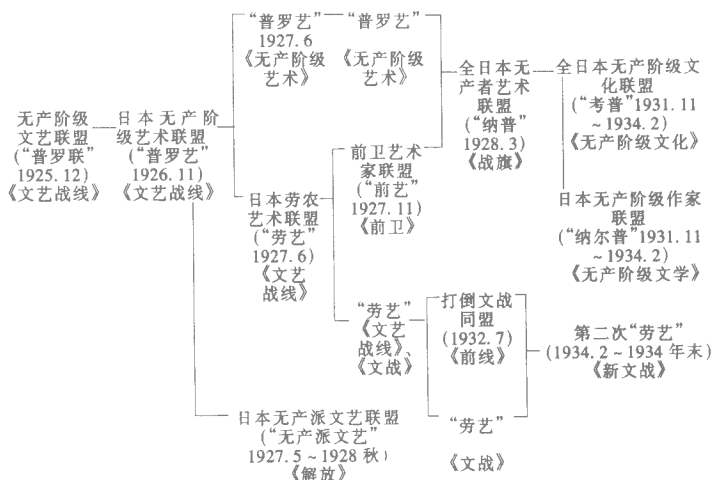 无产阶级
文艺联盟
(“普罗联”
1925.12)
《文艺战线》
日本无产阶
级艺术联盟
(“普罗艺”
1926.11)
《文艺战线》
“普罗艺”
1927.6
《无产阶级
艺术》
“普罗艺”
《无产阶级
艺术》
日本劳农
艺术联盟
(“劳艺”
1927.6)
《文艺
战线》
前卫艺术
家联盟
(“前艺”
1927.11)
《前卫》
全日本无
产者艺术
联盟
(“纳普”
1928.3)
《战旗》
全日本无产阶级文
化联盟
(“考普”1931.11
~1934.2)
《无产阶级文化》
日本无产阶级作家
联盟
(“纳尔普”1931.11
~1934.2)
《无产阶级文学》
“劳艺”
《文艺
战线》、
《文战》
打倒文战
同盟
(1932.7)
《前线》
“劳艺”
《文战》
第二次“劳艺”
(1934.2~1934年末)
《新文战》
日本无产派文艺联盟
(“无产派文艺”
1927.5~1928秋)
《解放》